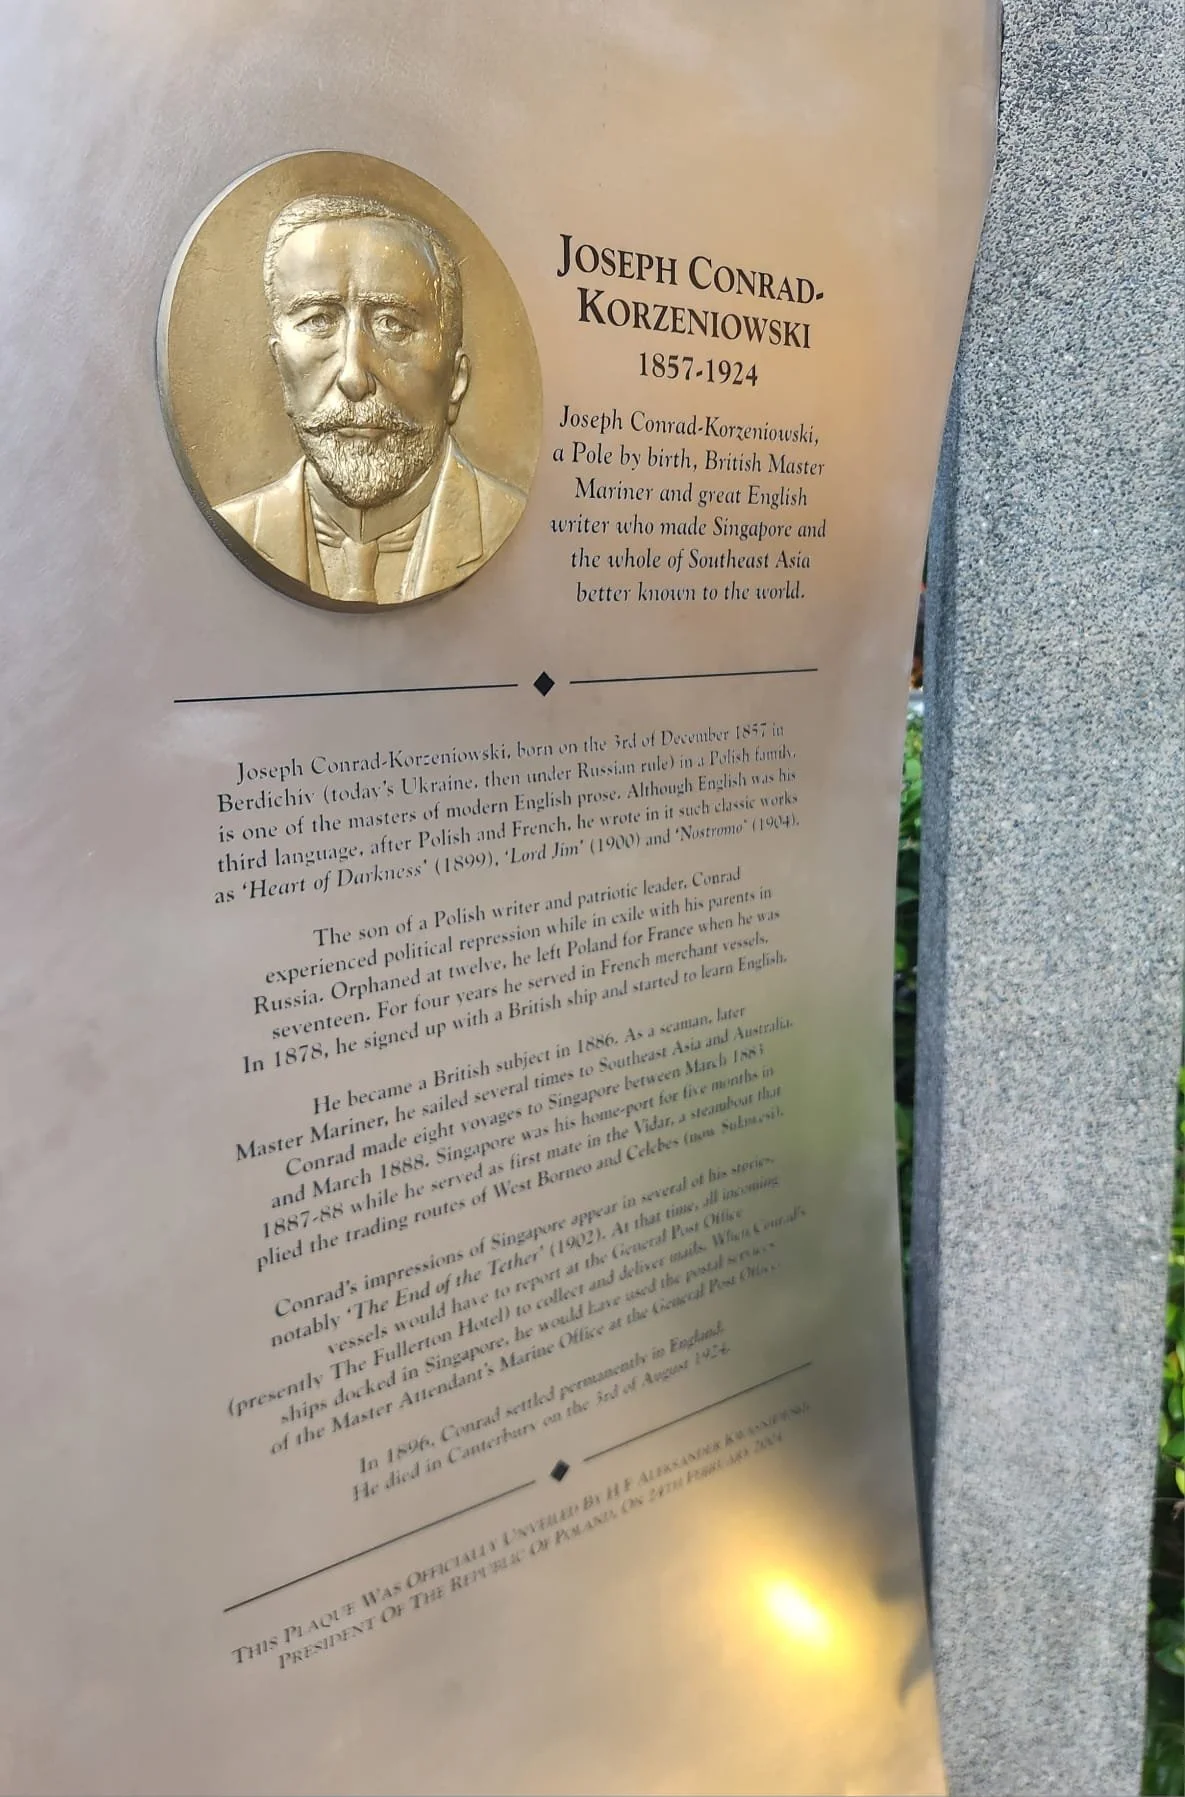 JOSEPH CONRAD-
KORZENIOWSKI
1857-1924
Joseph Conrad-Korzeniowski,
a Pole by birth, British Master
Mariner and great English
writer who made Singapore and
the whole of Southeast Asia
better known to the world.
Joseph Conrad-Korzeniowski, born on the 3rd of December 1857 in
Berdichiv (today's Ukraine, then under Russian rule) in a Polish family,
is one of the masters of modern English prose. Although English was his
third language, after Polish and French, he wrote in it such classic works
as 'Heart of Darkness' (1899), 'Lord Jim' (1900) and 'Nostromo' (1904).
The son of a Polish writer and patriotic leader, Conrad
experienced political repression while in exile with his parents in
Russia. Orphaned at twelve, he left Poland for France when he was
seventeen. For four years he served in French merchant vessels.
In 1878, he signed up with a British ship and started to learn English.
He became a British subject in 1886. As a seaman, later
Master Mariner, he sailed several times to Southeast Asia and Australia.
Conrad made eight voyages to Singapore between March 1883
and March 1888. Singapore was his home-port for five months in
1887-88 while he served as first mate in the Vidar, a steamboat that
plied the trading routes of West Borneo and Celebes (now Sulawesi).
Conrad's impressions of Singapore appear in several of his stories,
notably 'The End of the Tether' (1902). At that time, all incoming
vessels would have to report at the General Post Office
(presently The Fullerton Hotel) to collect and deliver mails. When Conrad's
ships docked in Singapore, he would have used the postal services
of the Master Attendant's Marine Office at the General Post Office.
In 1896, Conrad settled permanently in England.
He died in Canterbury on the 3rd of August 1924.
THIS PLAQUE WAS OFFICIALLY UNVEILED BY H E ALEKSANDER KWASNIEWSKI,
PRESIDENT OF THE REPUBLIC OF POLAND, ON 24TH FEBRUARY 2004